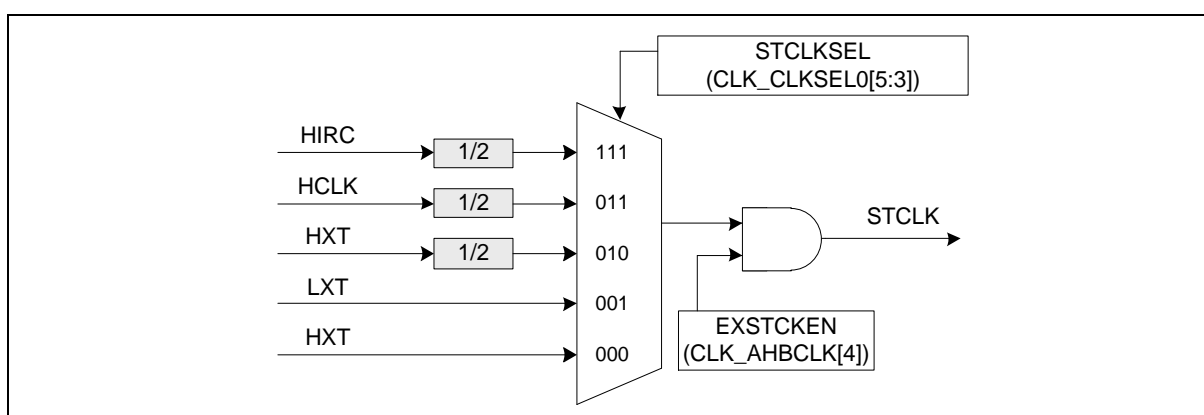 STCLKSEL
(CLK_CLKSEL0[5:3])
HIRC
1/2
111
HCLK
1/2
011
HXT
1/2
010
STCLK
LXT
001
HXT
000
EXSTCKEN
(CLK_AHBCLK[4])